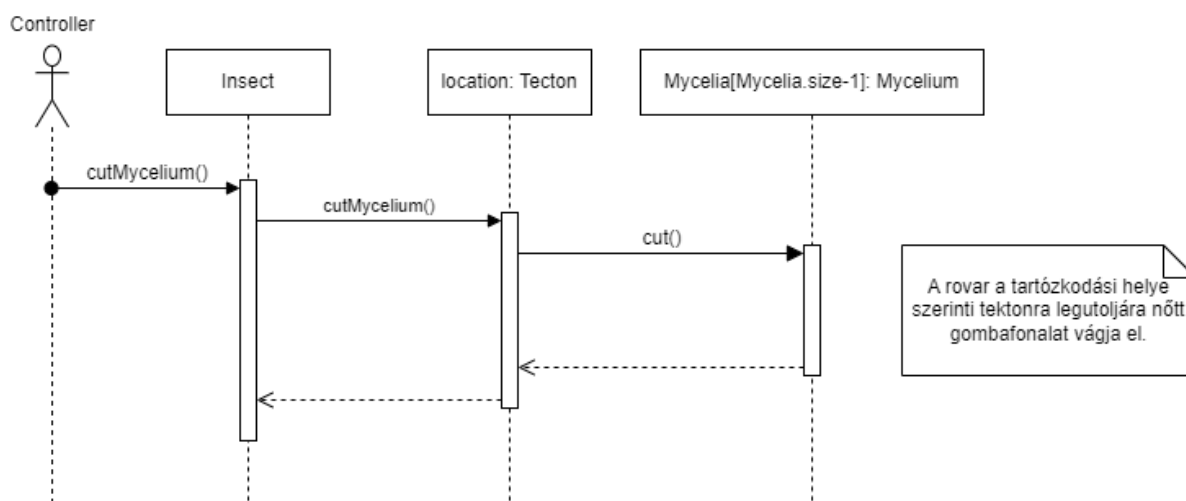 Controller
Insect
location: Tecton
Mycelia[Mycelia.size-1]: Mycelium
cutMycelium()
cutMycelium()
cut()
A rovar a tartózkodási helye
szerinti tektonra legutoljára nőtt
gombafonalat vágja el.